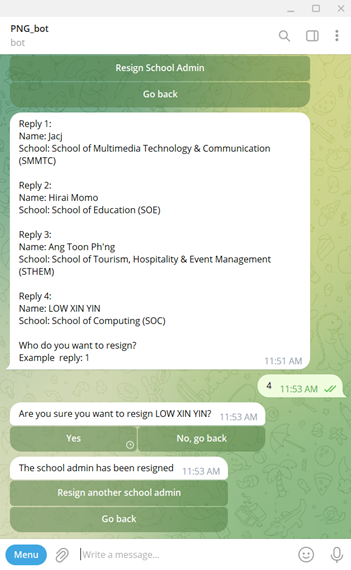 PNG_bot
bot
Resign School Admin
Go back
Reply 1:
Name: Jacj
School: School of Multimedia Technology & Communication
(SMMTC)
Reply 2:
Name: Hirai Momo
School: School of Education (SOE)
Reply 3:
Name: Ang Toon Ph'ng
School: School of Tourism, Hospitality & Event Management
(STHEM)
Reply 4:
Name: LOW XIN YIN
School: School of Computing (SOC)
Who do you want to resign?
Example  reply: 1
11:51 AM
4 11:53 AM
Are you sure you want to resign LOW XIN YIN? 11:53 AM
Yes No, go back
The school admin has been resigned 11:53 AM
Resign another school admin
Go back
Menu Write a message...